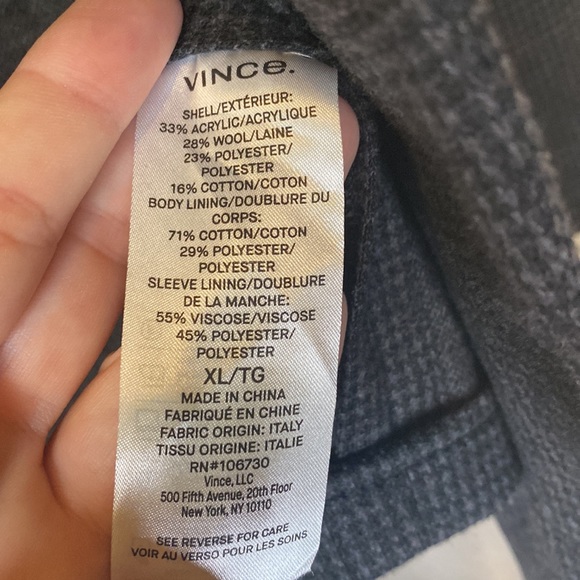 VINCe.
SHELL/EXTÉRIEUR:
33% ACRYLIC/ACRYLIQUE
28% WOOL/LAINE
23% POLYESTER/
POLYESTER
16% COTTON/COTON
BODY LINING/DOUBLURE DU
CORPS:
71% COTTON/COTON
29% POLYESTER/
POLYESTER
SLEEVE LINING/DOUBLURE
DE LA MANCHE:
55% VISCOSE/VISCOSE
45% POLYESTER/
POLYESTER
XL/TG
MADE IN CHINA
FABRIQUÉ EN CHINE
FABRIC ORIGIN: ITALY
TISSU ORIGINE: ITALIE
RN#106730
Vince, LLC
500 Fifth Avenue, 20th Floor
New York, NY 10110
SEE REVERSE FOR CARE
VOIR AU VERSO POUR LES SOINS